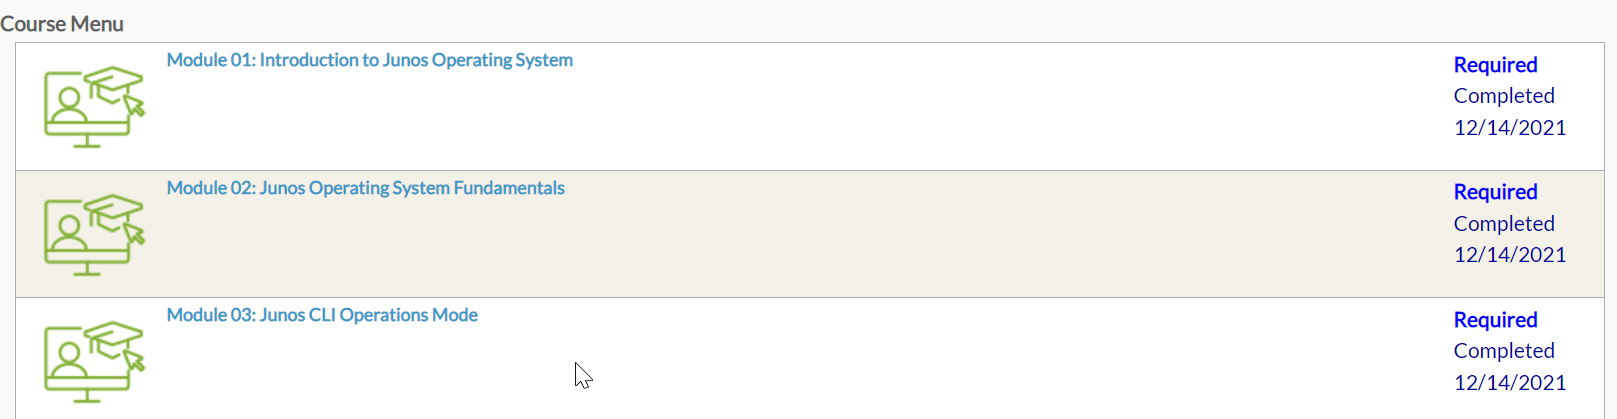 Course Menu
Module 01: Introduction to Junos Operating System
Required
Completed
12/14/2021
Module 02: Junos Operating System Fundamentals
Required
Completed
12/14/2021
Module 03: Junos CLI Operations Mode
Required
Completed
12/14/2021